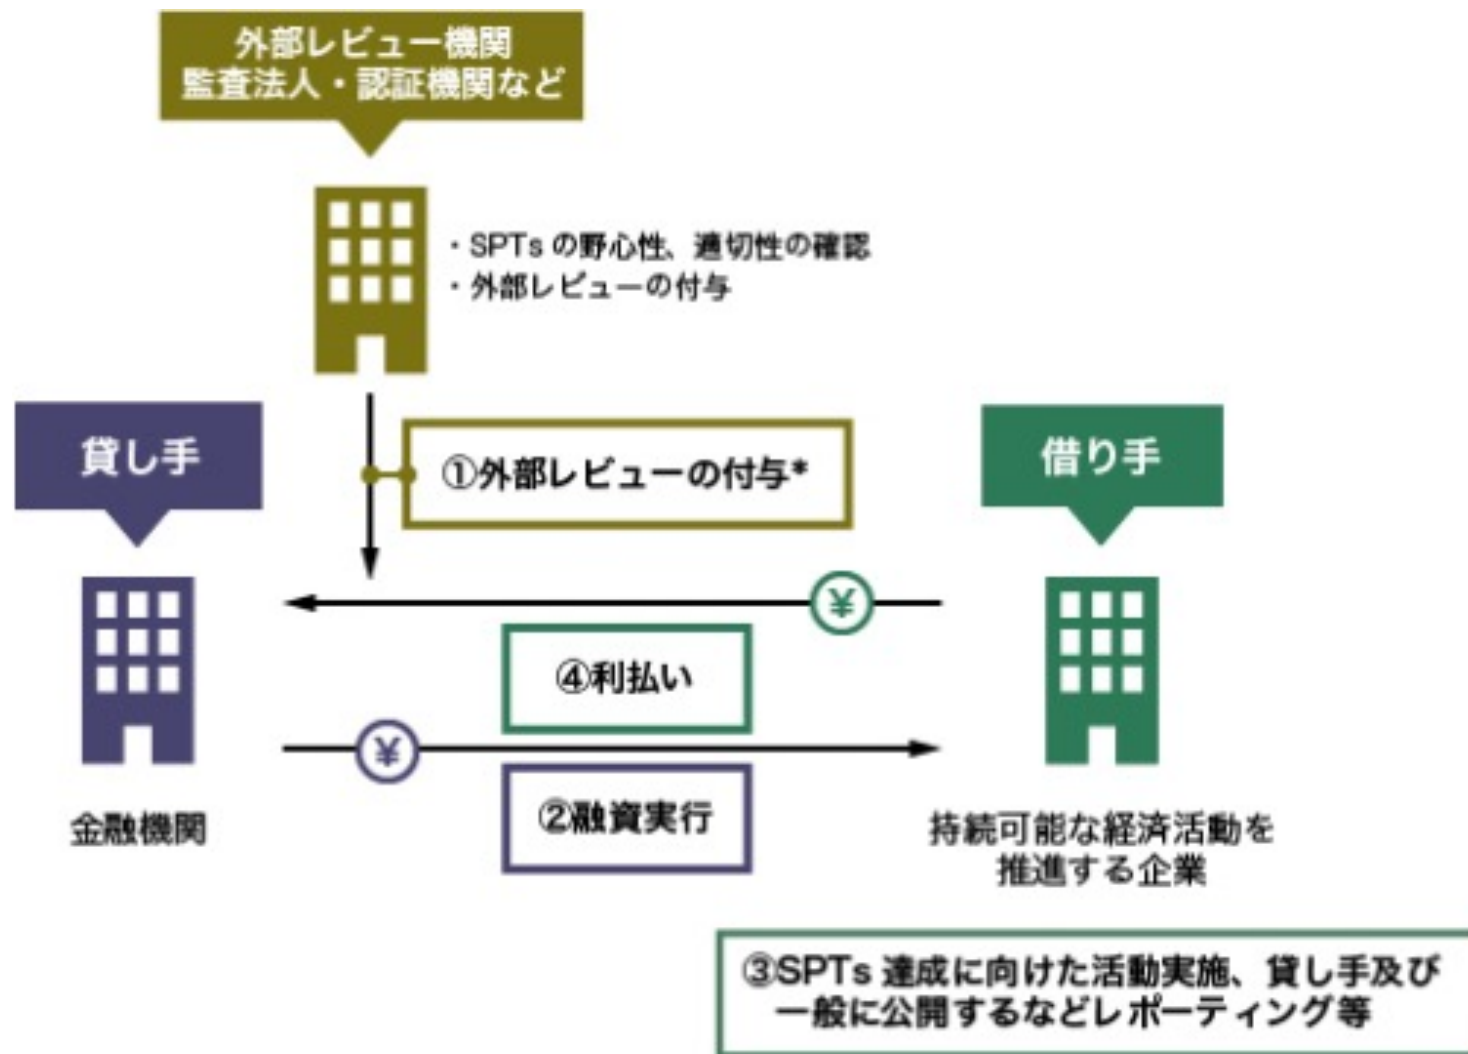 外部レビュー機関
監査法人・認証機関など
・SPTs の野心性、適切性の確認
・外部レビューの付与
貸し手
①外部レビューの付与*
借り手
¥
④利払い
¥
②融資実行
金融機関
持続可能な経済活動を
推進する企業
③SPTs 達成に向けた活動実施、貸し手及び
一般に公開するなどレポーティング等